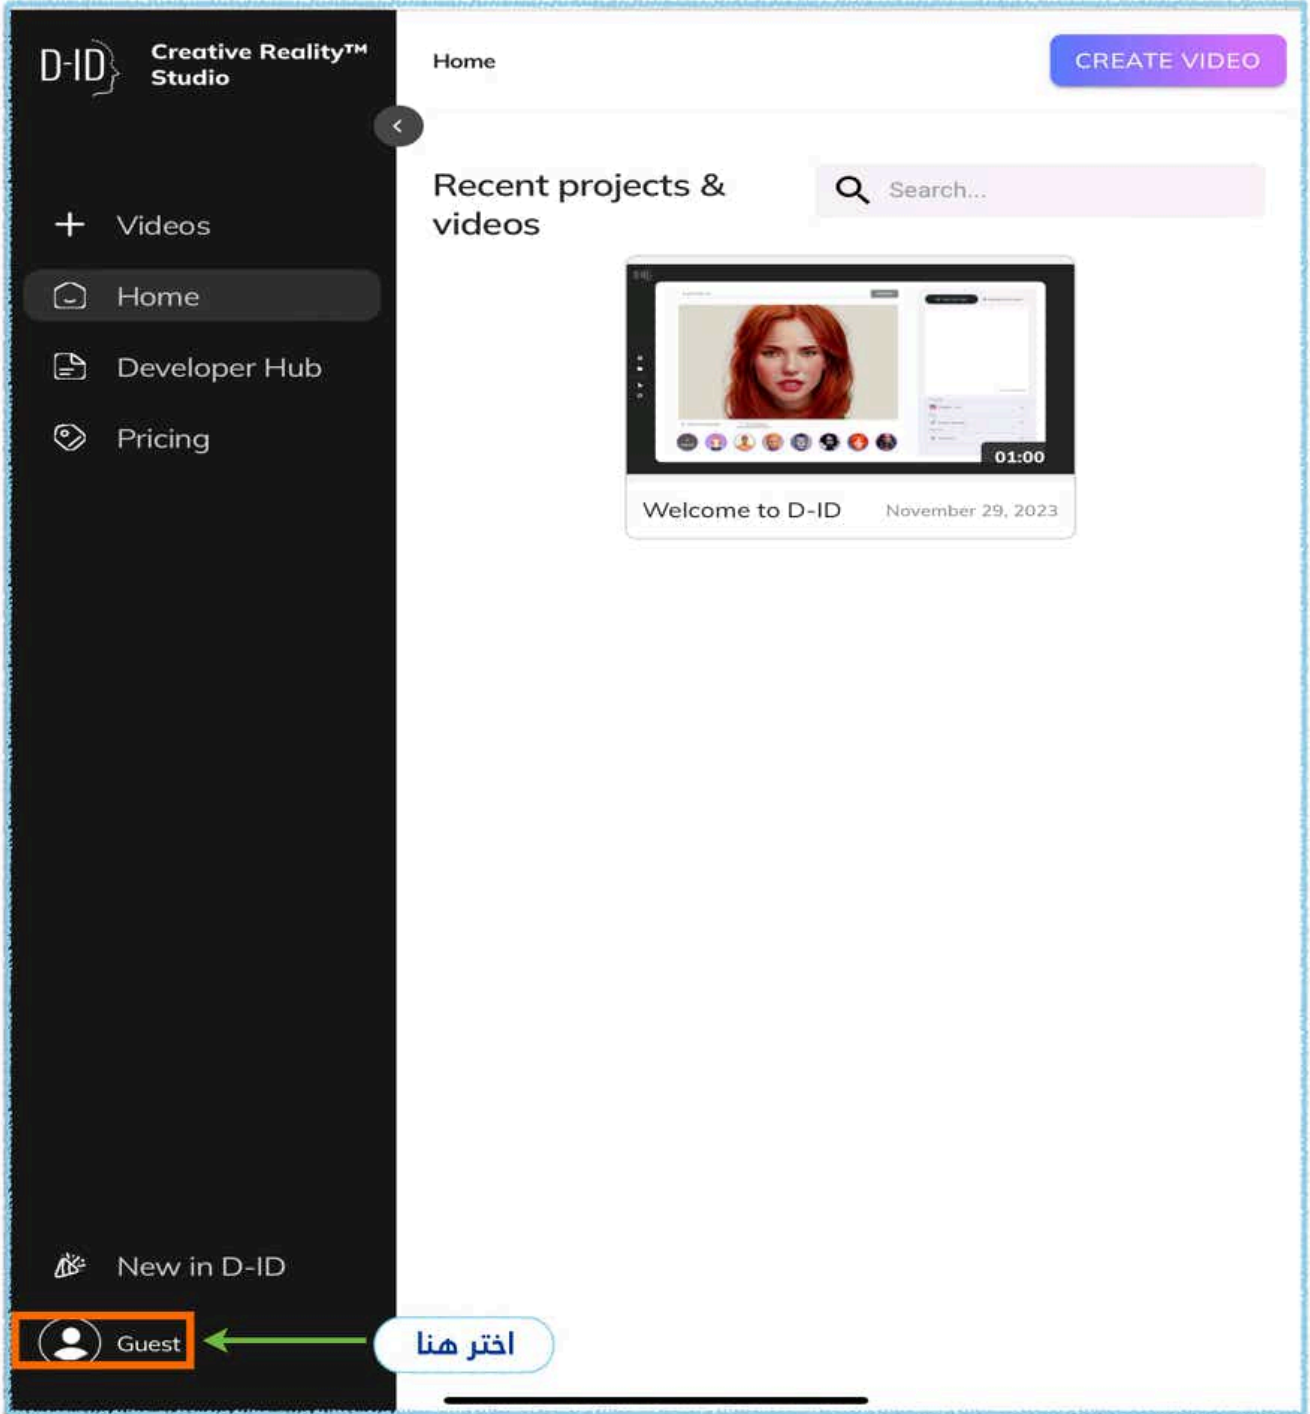 D-ID
Creative Reality™
Studio
Home
CREATE VIDEO
Recent projects &
videos
Search...
Videos
Home
Developer Hub
Pricing
01:00
Welcome to D-ID
November 29, 2023
New in D-ID
Guest
اختر هنا